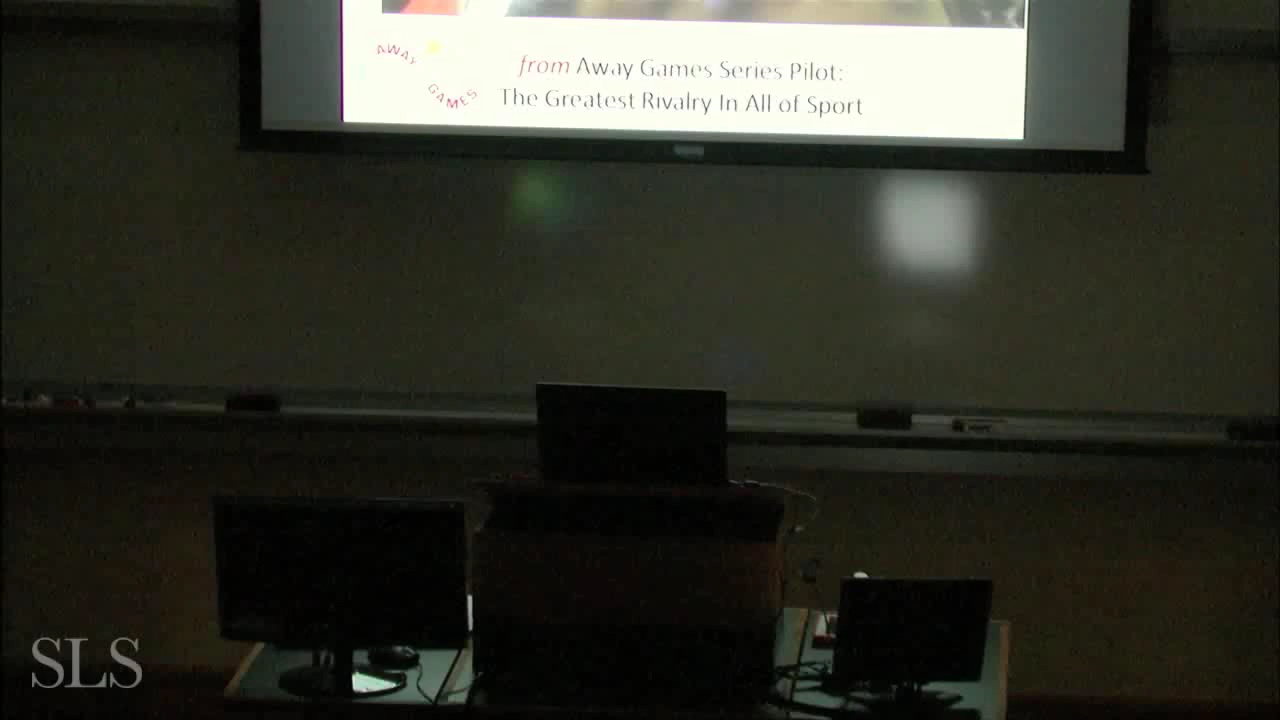 AWAY
GAMES
from Away Games Series Pilot:
The Greatest Rivalry In All of Sport
SLS